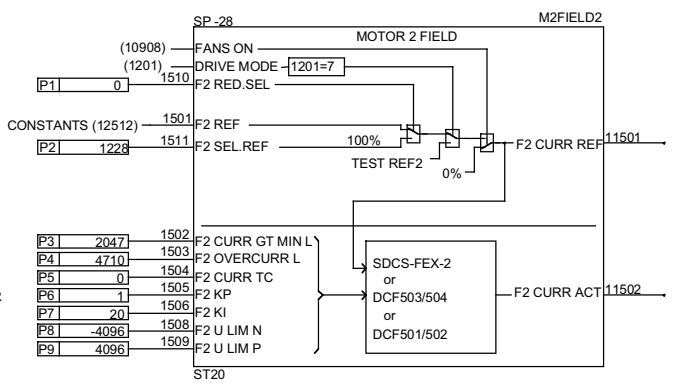 SP -28 M2FIELD2
MOTOR 2 FIELD
(10908) FANS ON
(1201) DRIVE MODE 1201=7
P1 0 1510 F2 RED.SEL
CONSTANTS (12512) 1501 F2 REF
P2 1228 1511 F2 SEL.REF 100% F2 CURR REF 11501
TEST REF2
0%
P3 2047 1502 F2 CURR GT MIN L
P4 4710 1503 F2 OVERCURR L
P5 0 1504 F2 CURR TC
P6 1 1505 F2 KP
P7 20 1506 F2 KI
P8 -4096 1508 F2 U LIM N
P9 4096 1509 F2 U LIM P
SDCS-FEX-2
or
DCF503/504
or
DCF501/502
F2 CURR ACT 11502
ST20